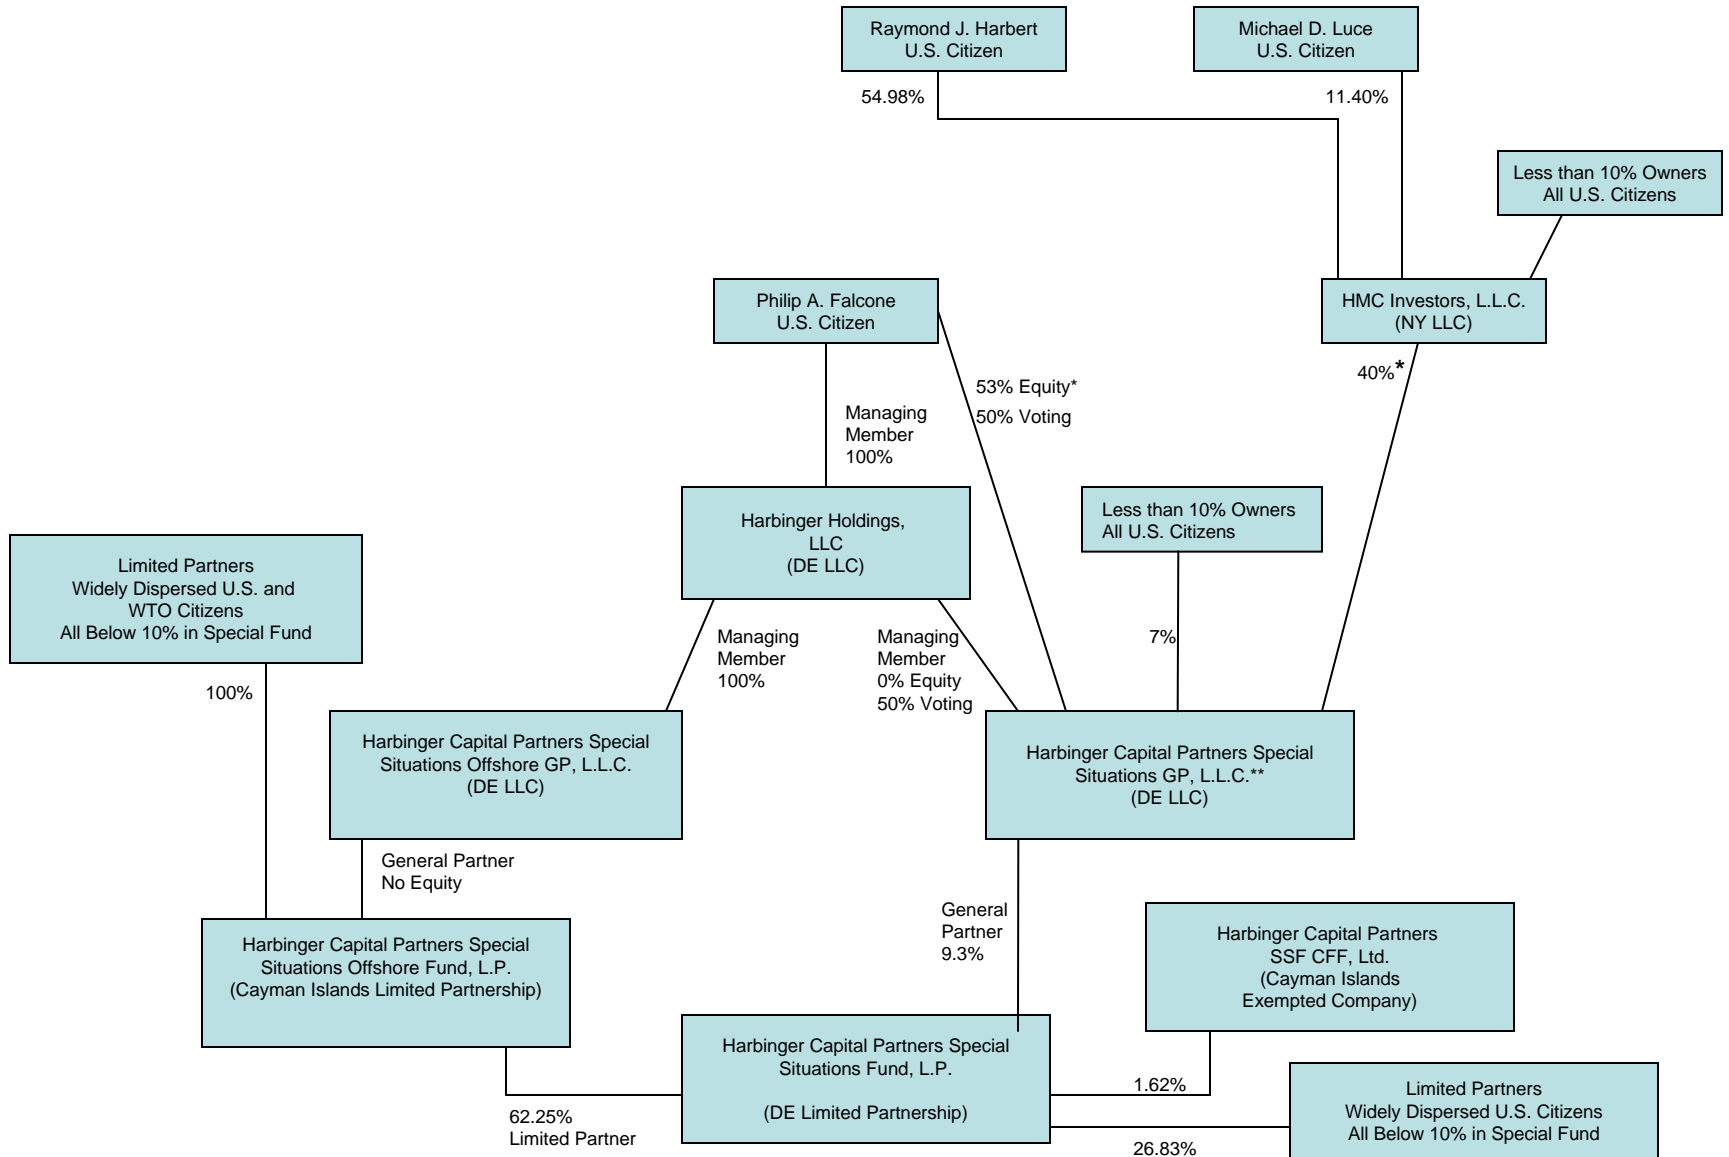 Raymond J. Harbert
U.S. Citizen
Michael D. Luce
U.S. Citizen
54.98%
11.40%
Less than 10% Owners
All U.S. Citizens
Philip A. Falcone
U.S. Citizen
HMC Investors, L.L.C.
(NY LLC)
53% Equity*
50% Voting
40%*
Managing
Member
100%
Harbinger Holdings,
LLC
(DE LLC)
Less than 10% Owners
All U.S. Citizens
Limited Partners
Widely Dispersed U.S. and
WTO Citizens
All Below 10% in Special Fund
Managing
Member
100%
Managing
Member
0% Equity
50% Voting
7%
100%
Harbinger Capital Partners Special
Situations Offshore GP, L.L.C.
(DE LLC)
Harbinger Capital Partners Special
Situations GP, L.L.C.**
(DE LLC)
General Partner
No Equity
General
Partner
9.3%
Harbinger Capital Partners Special
Situations Offshore Fund, L.P.
(Cayman Islands Limited Partnership)
Harbinger Capital Partners
SSF CFF, Ltd.
(Cayman Islands
Exempted Company)
Harbinger Capital Partners Special
Situations Fund, L.P.
(DE Limited Partnership)
62.25%
Limited Partner
1.62%
Limited Partners
Widely Dispersed U.S. Citizens
All Below 10% in Special Fund
26.83%